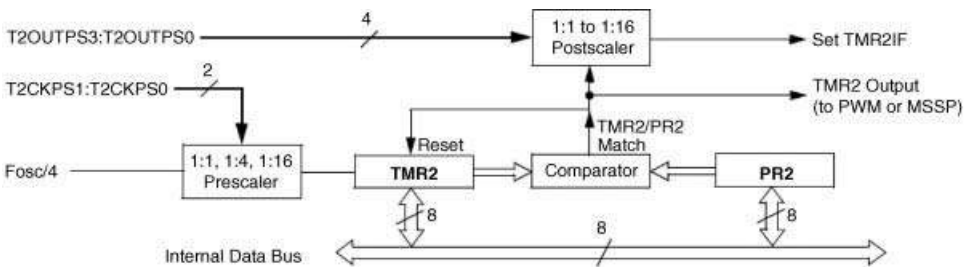 4
T2OUTPS3:T2OUTPS0
1:1 to 1:16
Postscaler
Set TMR2IF
2
T2CKPS1:T2CKPS0
TMR2 Output
(to PWM or MSSP)
TMR2/PR2
Match
Reset
Fosc/4
1:1, 1:4, 1:16
Prescaler
TMR2
Comparator
PR2
8
8
8
Internal Data Bus